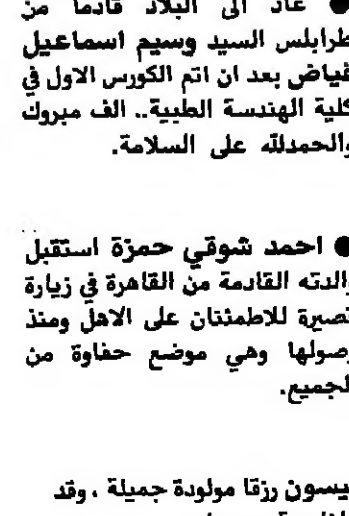 ● عاد الى البلاد قادما من
طرابلس السيد وسيم اسماعيل
فياض بعد ان اتم الكورس الاول في
كلية الهندسة الطبية.. الف مبروك
والحمدلله على السلامة.
● احمد شوقي حمزة استقبل
والدته القادمة من القاهرة في زيارة
قصيرة للاطمئنان على الاهل ومنذ
وصولها وهي موضع حفاوة من
الجميع.
ميسون رزقا مولودة جميلة ، وقد